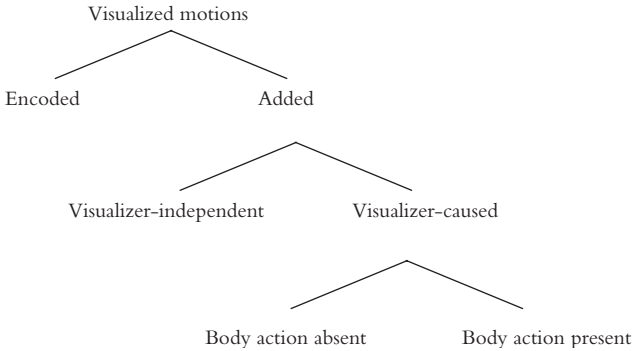 Visualized motions
Encoded
Added
Visualizer-independent
Visualizer-caused
Body action absent
Body action present